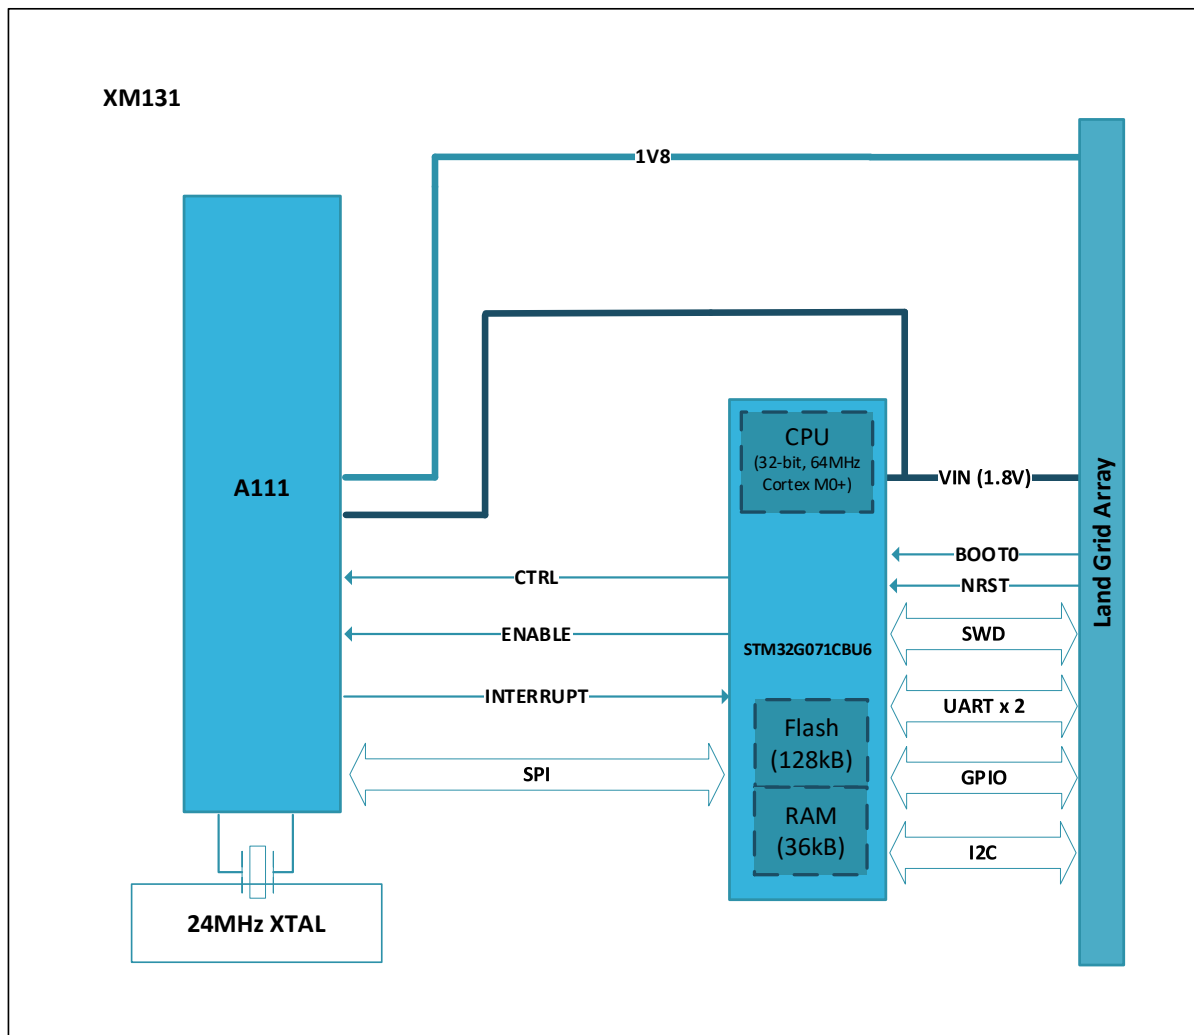 XM131
1V8
A111
CPU
(32-bit, 64MHz
Cortex M0+)
VIN (1.8V)
Land Grid Array
BOOT0
CTRL
NRST
ENABLE
SWD
STM32G071CBU6
INTERRUPT
UART x 2
Flash
(128kB)
SPI
GPIO
RAM
(36kB)
I2C
24MHz XTAL